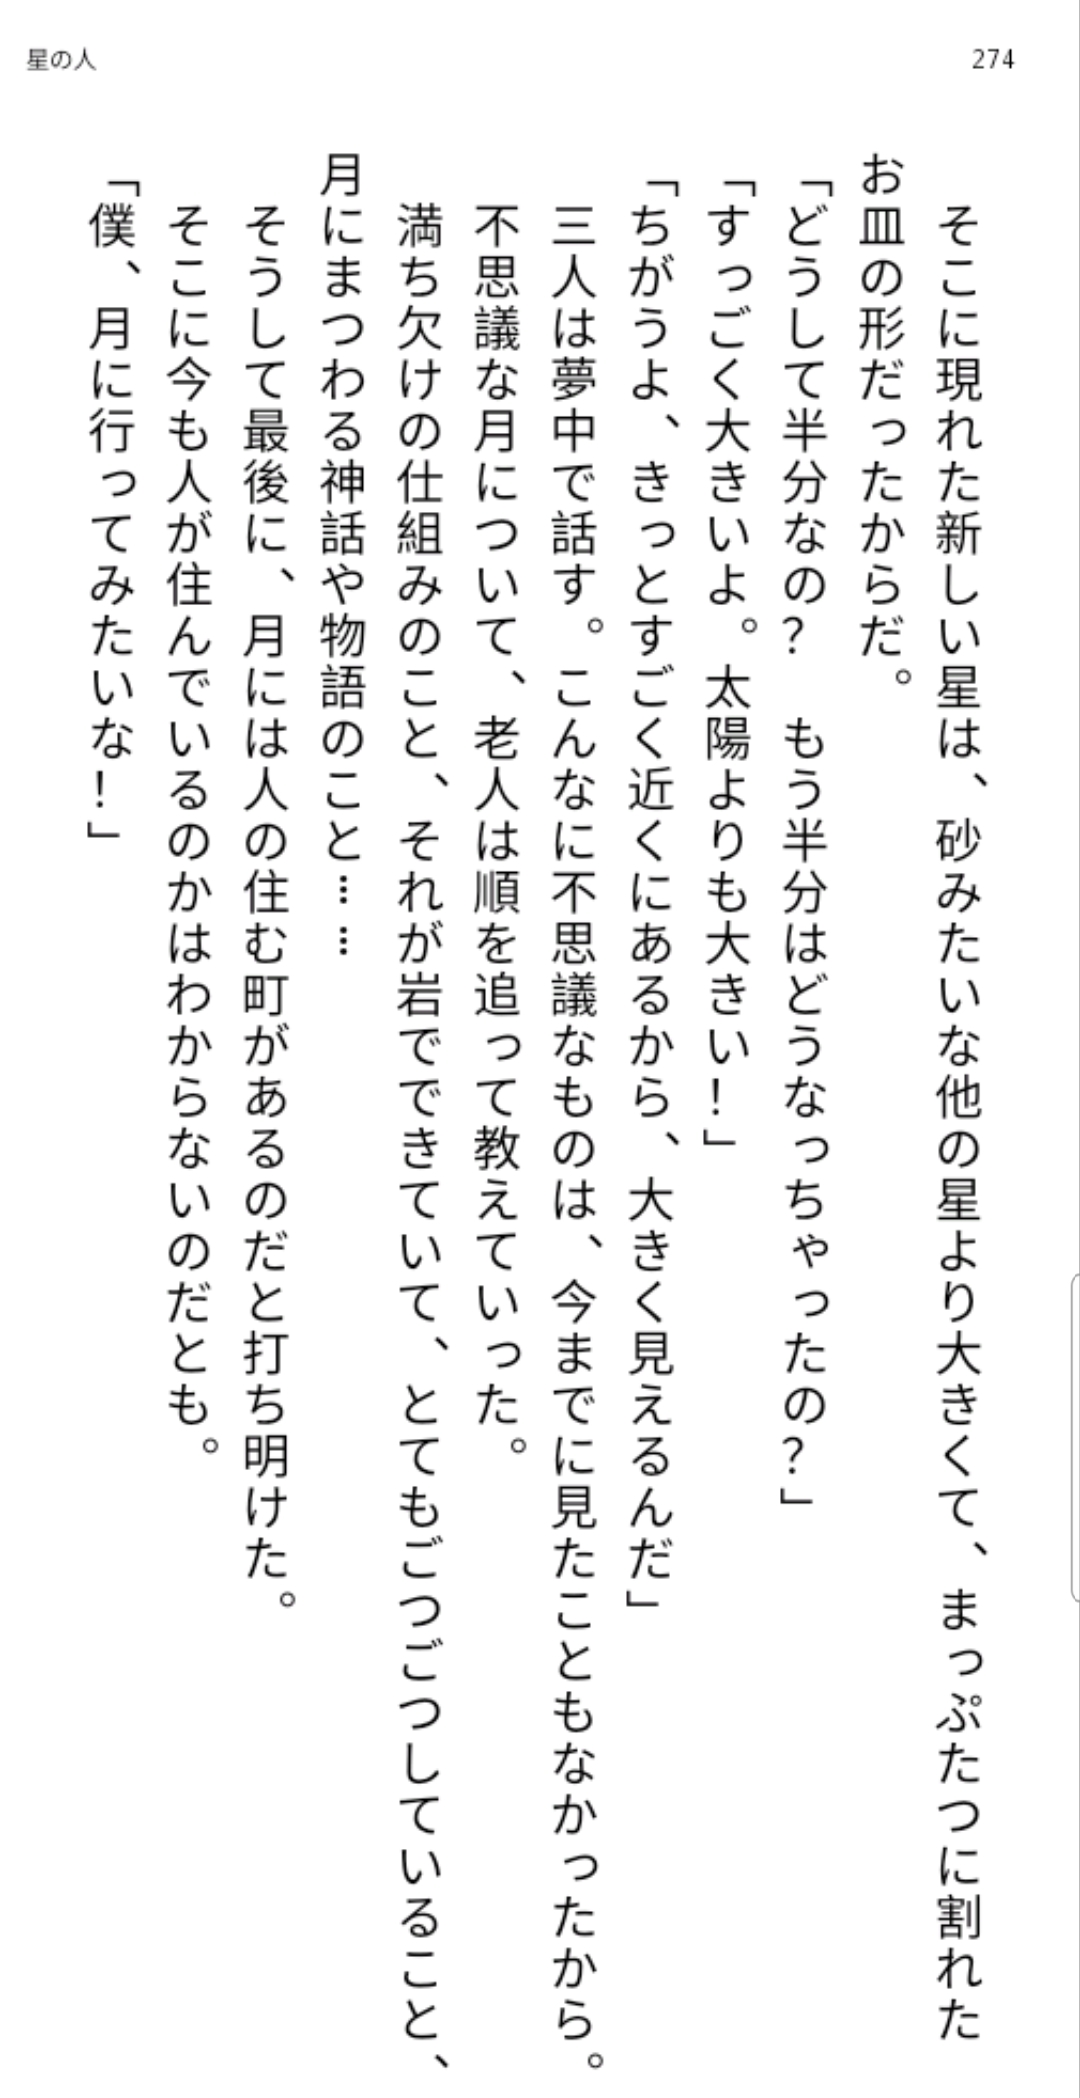 星の人
274
　そこに現れた新しい星は、砂みたいな他の星より大きくて、まっぷたつに割れた
お皿の形だったからだ。
「どうして半分なの？　もう半分はどうなっちゃったの？」
「すっごく大きいよ。太陽よりも大きい！」
「ちがうよ、きっとすごく近くにあるから、大きく見えるんだ」
　三人は夢中で話す。こんなに不思議なものは、今までに見たこともなかったから。
　不思議な月について、老人は順を追って教えていった。
　満ち欠けの仕組みのこと、それが岩でできていて、とてもごつごつしていること、
月にまつわる神話や物語のこと……
　そうして最後に、月には人の住む町があるのだと打ち明けた。
　そこに今も人が住んでいるのかはわからないのだとも。
「僕、月に行ってみたいな！」